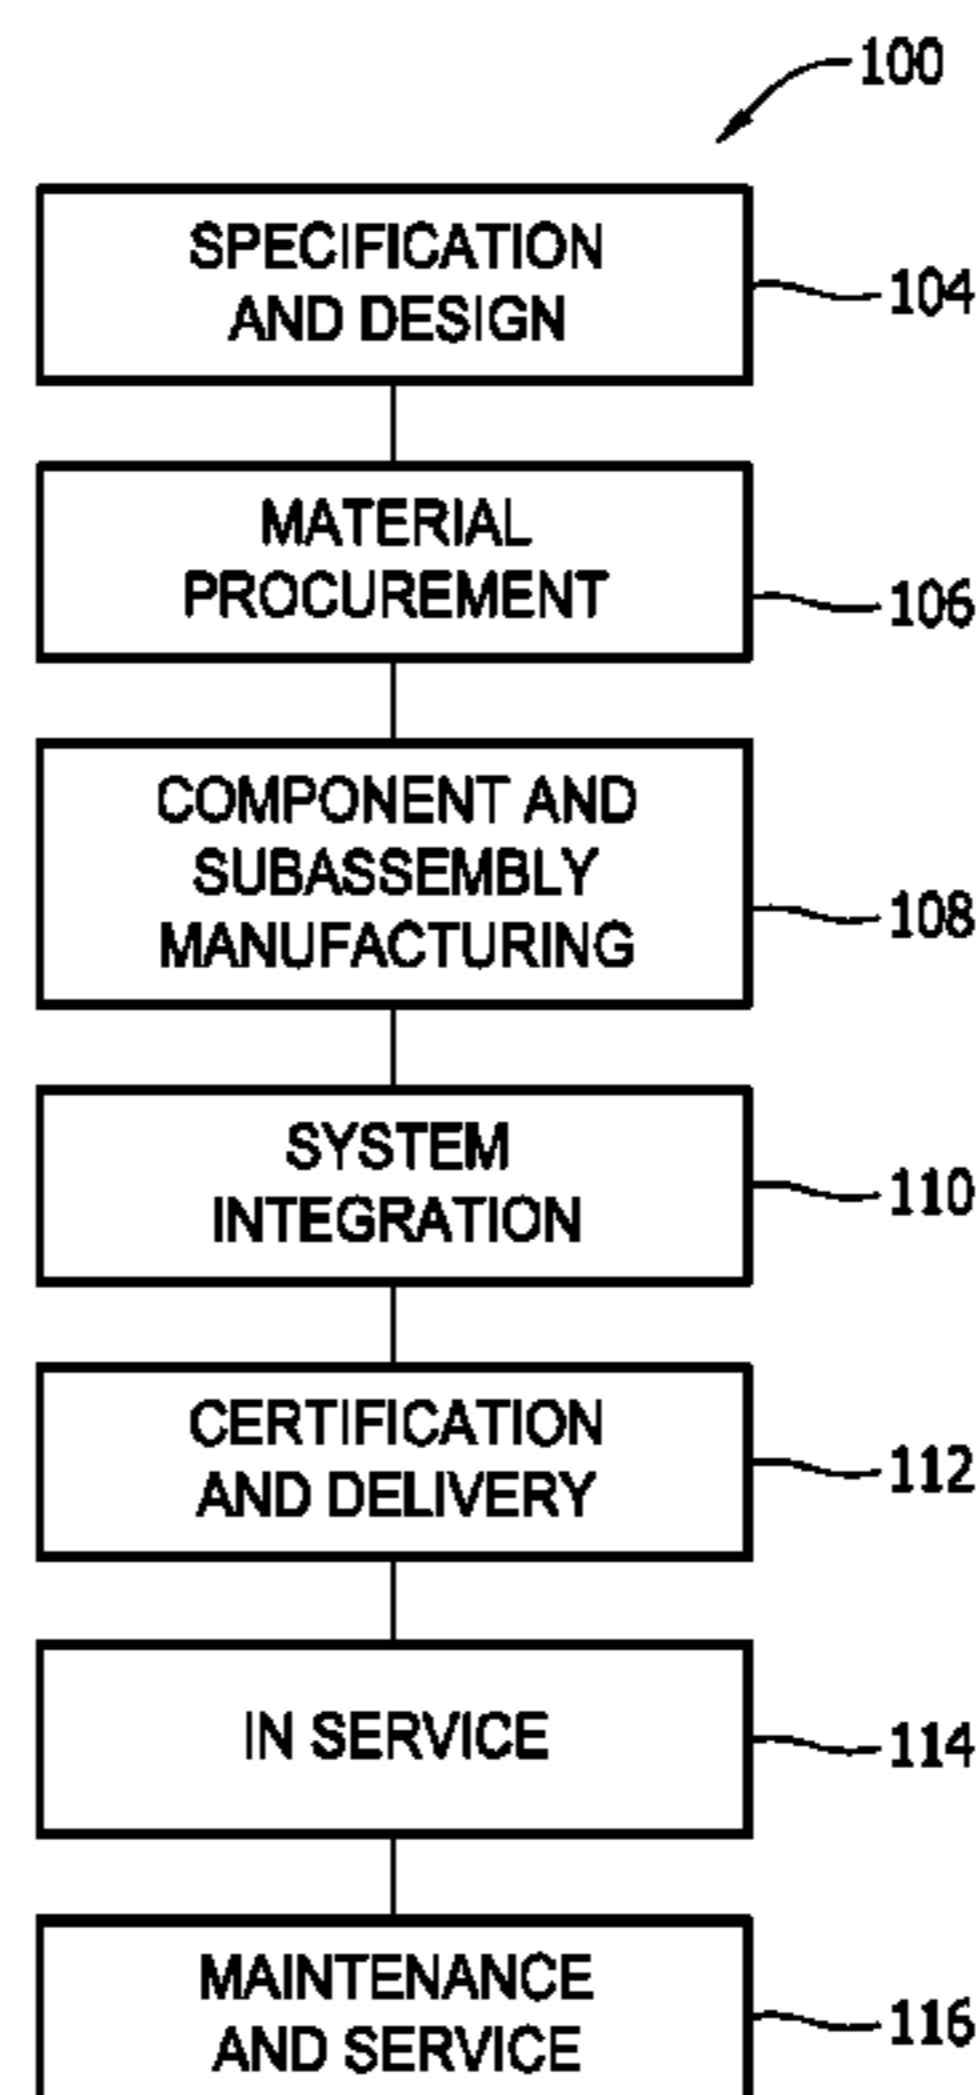 100
SPECIFICATION
AND DESIGN
104
MATERIAL
PROCUREMENT
106
COMPONENT AND
SUBASSEMBLY
MANUFACTURING
108
SYSTEM
INTEGRATION
110
CERTIFICATION
AND DELIVERY
112
IN SERVICE
114
MAINTENANCE
AND SERVICE
116